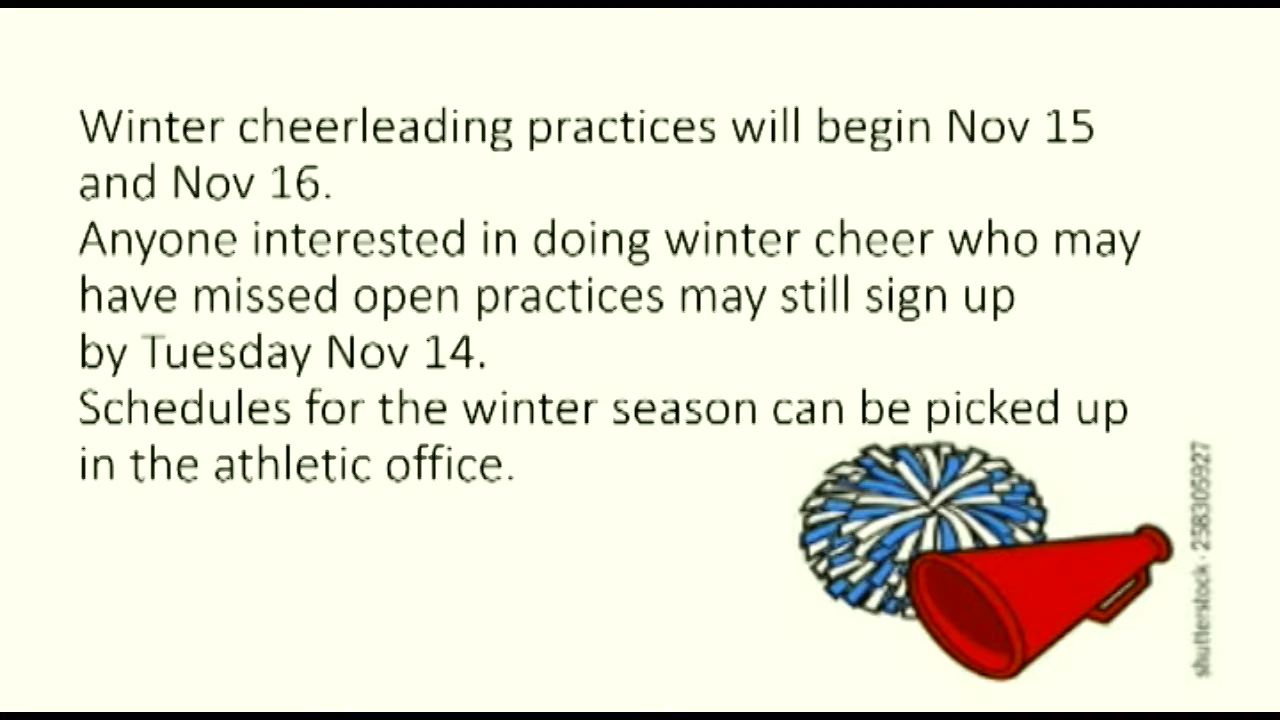 Winter cheerleading practices will begin Nov 15
and Nov 16.
Anyone interested in doing winter cheer who may
have missed open practices may still sign up
by Tuesday Nov 14.
Schedules for the winter season can be picked up
in the athletic office.
shutterstock · 258305927